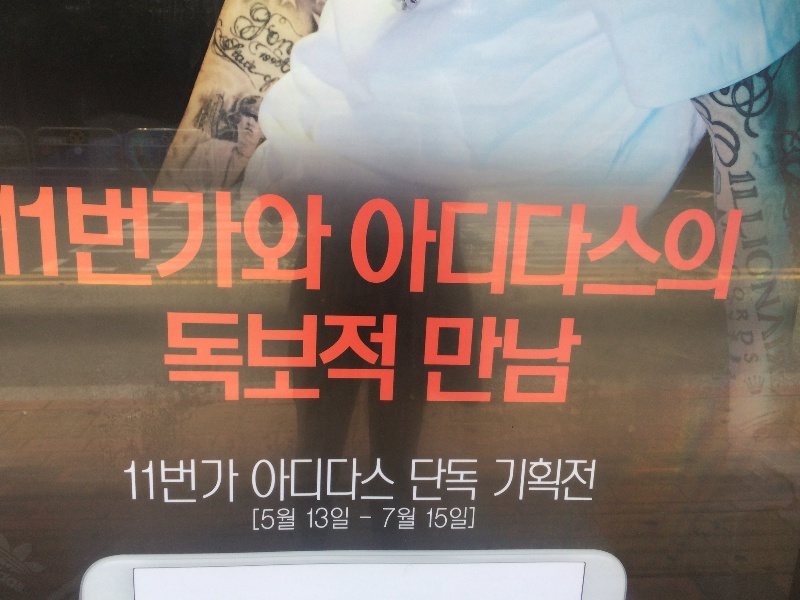 11번가와 아디다스의
독보적 만남
11번가 아디다스 단독 기획전
[5월 13일 - 7월 15일]